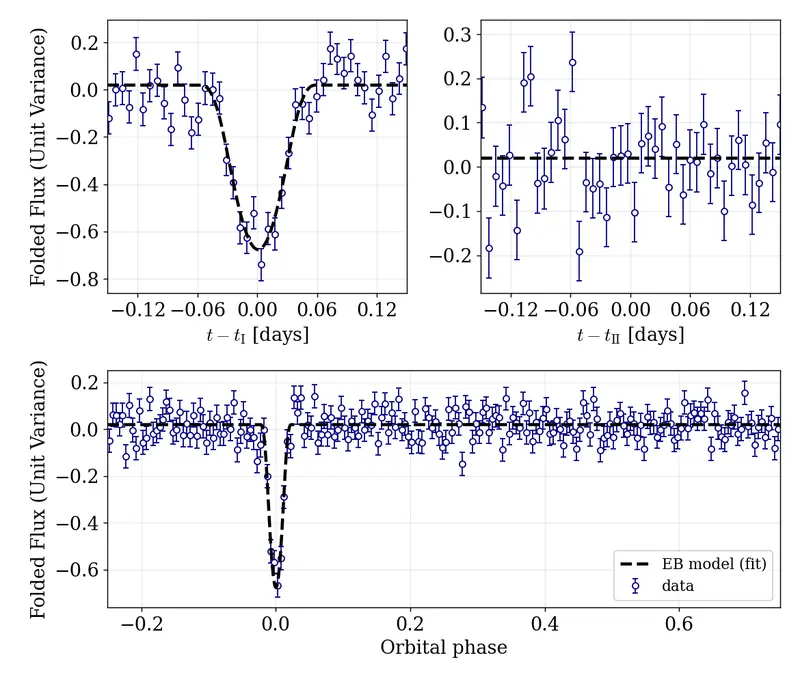 Folded Flux (Unit Variance)
0.2
0.0
−0.2
−0.4
−0.6
−0.8
−0.12 −0.06 0.00 0.06 0.12
t − tI [days]
0.3
0.2
0.1
0.0
−0.1
−0.2
−0.12 −0.06 0.00 0.06 0.12
t − tII [days]
Folded Flux (Unit Variance)
0.2
0.0
−0.2
−0.4
−0.6
EB model (fit)
data
−0.2 0.0 0.2 0.4 0.6
Orbital phase